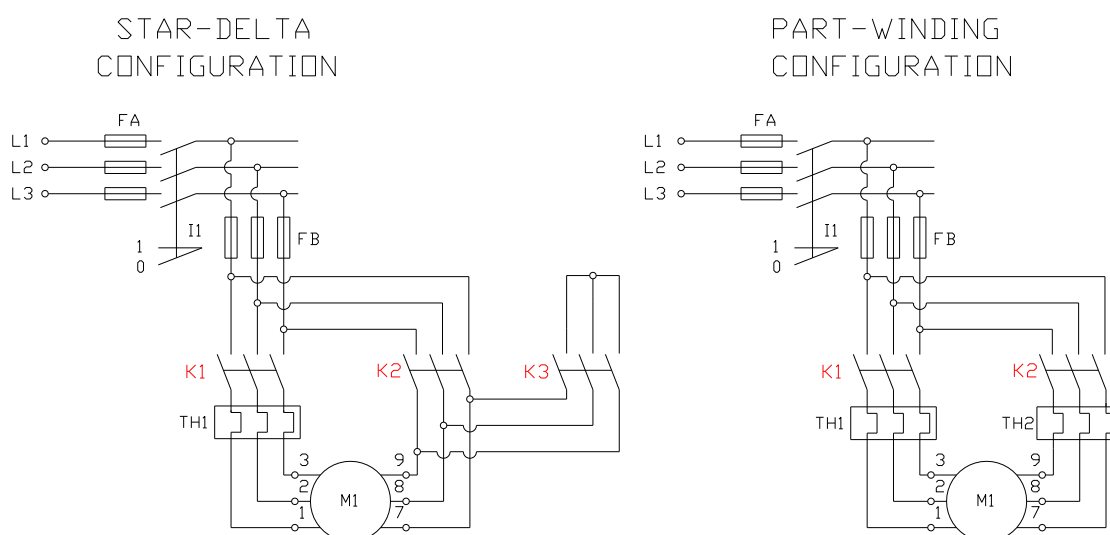 STAR-DELTA
CONFIGURATION
FA
L1
L2
L3
I1
1
0
FB
K1
K2
K3
TH1
3
9
2
8
1
7
M1
PART-WINDING
CONFIGURATION
FA
L1
L2
L3
I1
1
0
FB
K1
K2
TH1
TH2
3
9
2
8
1
7
M1